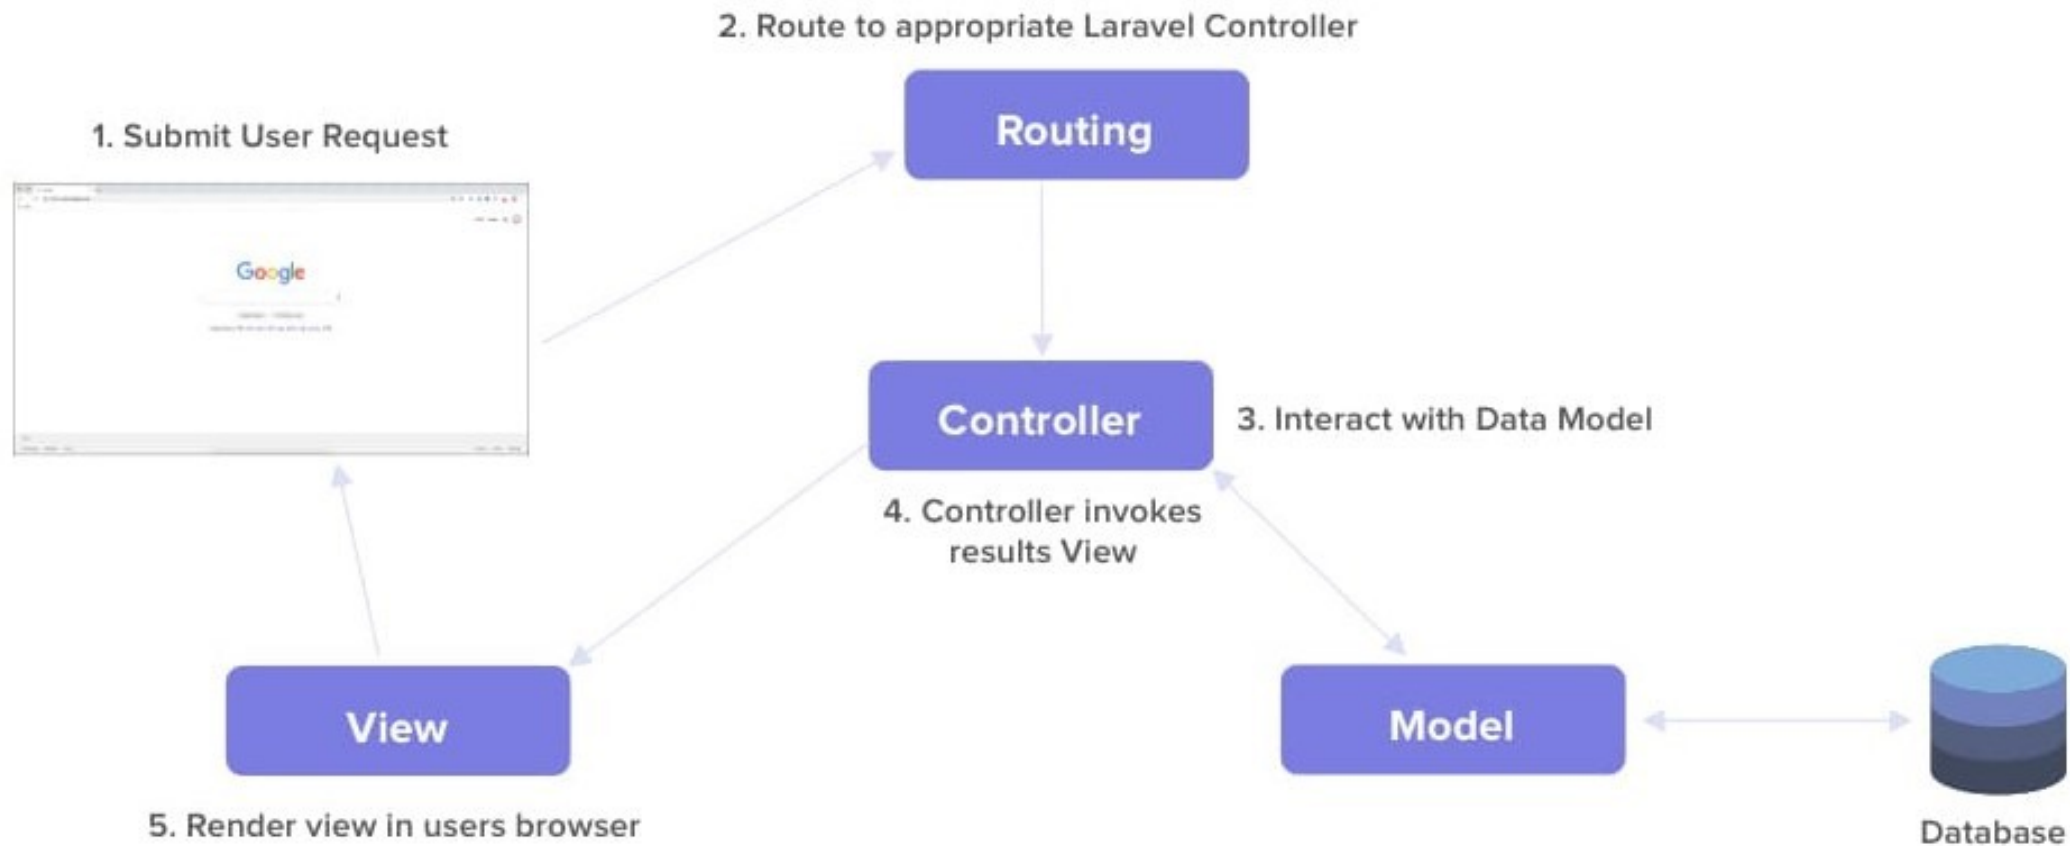 2. Route to appropriate Laravel Controller
Routing
1. Submit User Request
Google
Controller
3. Interact with Data Model
4. Controller invokes
results View
View
Model
5. Render view in users browser
Database